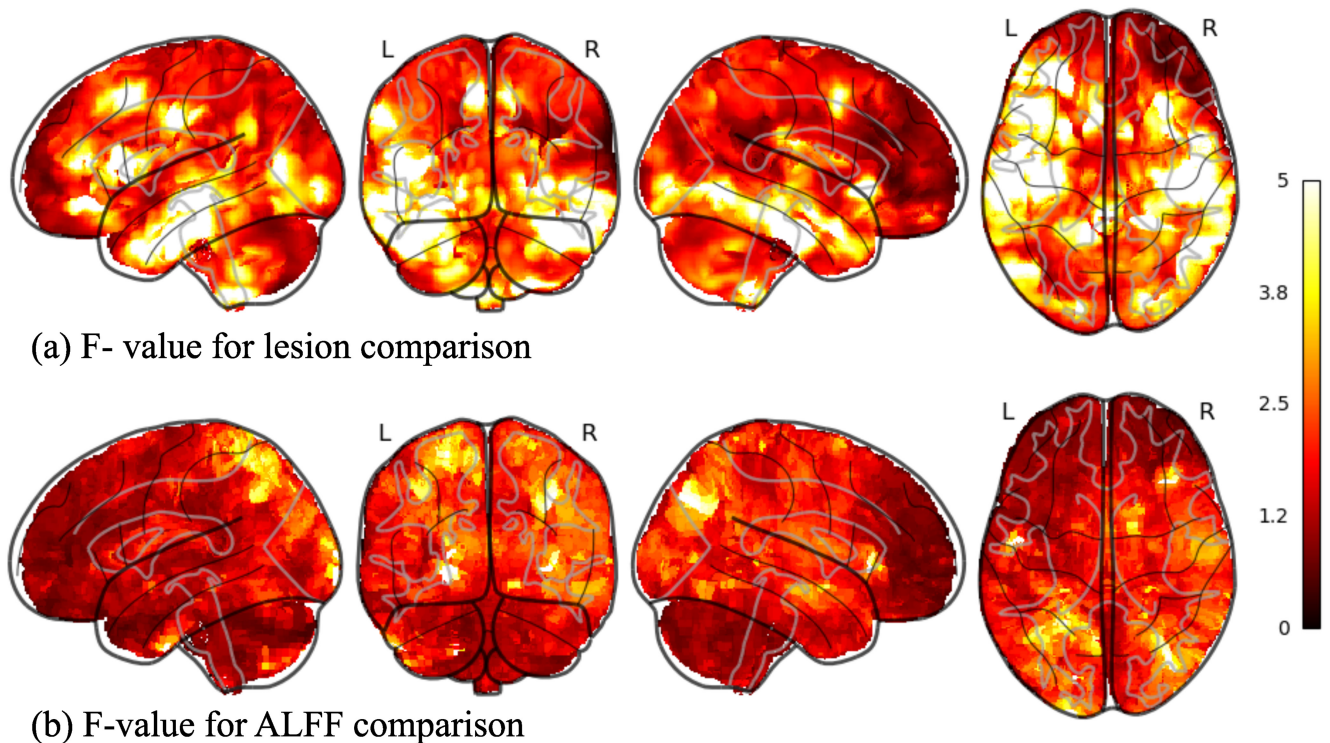 L
R
L
R
5
3.8
2.5
1.2
0
(a) F- value for lesion comparison
L
R
L
R
(b) F-value for ALFF comparison